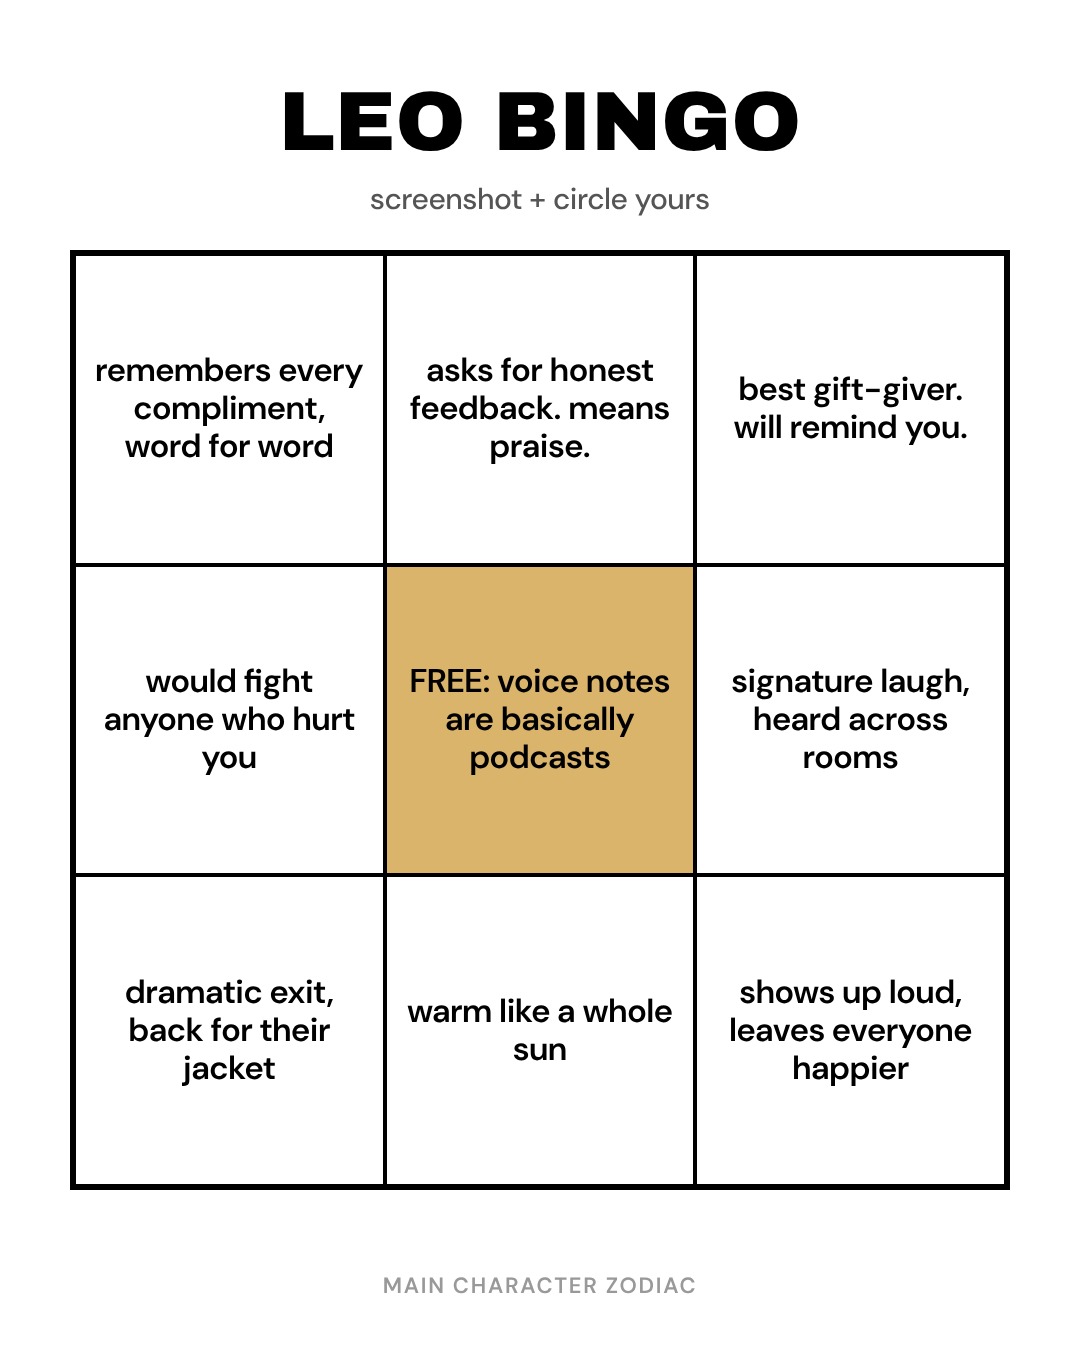 LEO BINGO
screenshot + circle yours
remembers every
compliment,
word for word
asks for honest
feedback. means
praise.
best gift-giver.
will remind you.
would fight
anyone who hurt
you
FREE: voice notes
are basically
podcasts
signature laugh,
heard across
rooms
dramatic exit,
back for their
jacket
warm like a whole
sun
shows up loud,
leaves everyone
happier
MAIN CHARACTER ZODIAC